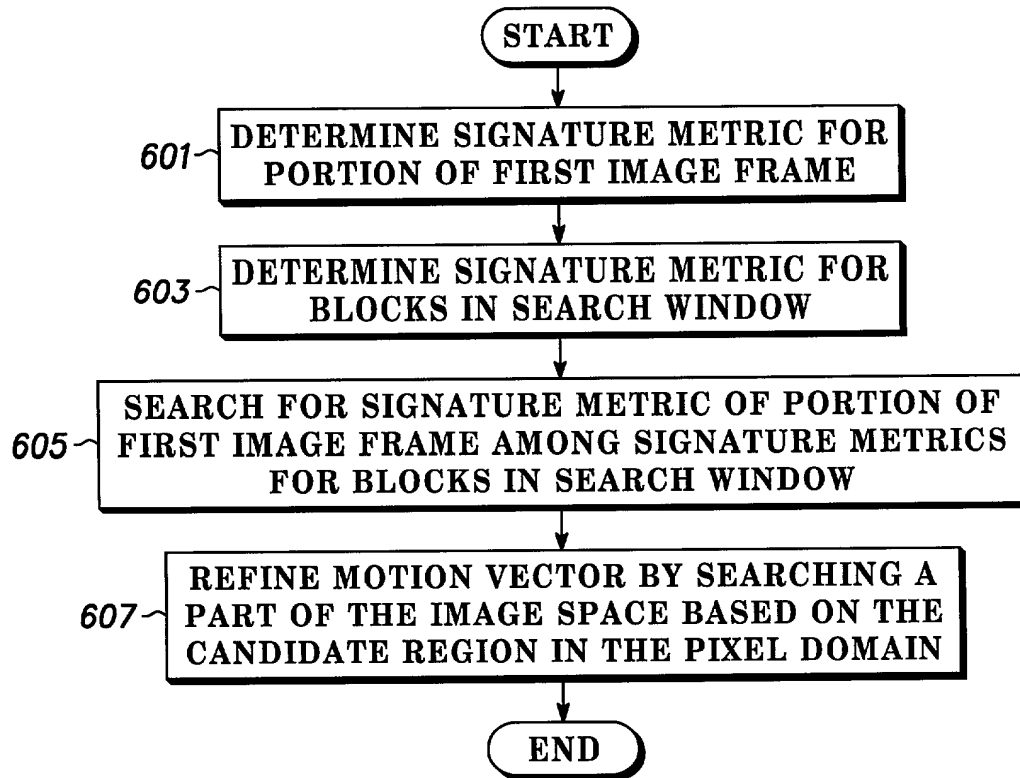 START
601
DETERMINE SIGNATURE METRIC FOR
PORTION OF FIRST IMAGE FRAME
603
DETERMINE SIGNATURE METRIC FOR
BLOCKS IN SEARCH WINDOW
605
SEARCH FOR SIGNATURE METRIC OF PORTION OF
FIRST IMAGE FRAME AMONG SIGNATURE METRICS
FOR BLOCKS IN SEARCH WINDOW
607
REFINE MOTION VECTOR BY SEARCHING A
PART OF THE IMAGE SPACE BASED ON THE
CANDIDATE REGION IN THE PIXEL DOMAIN
END